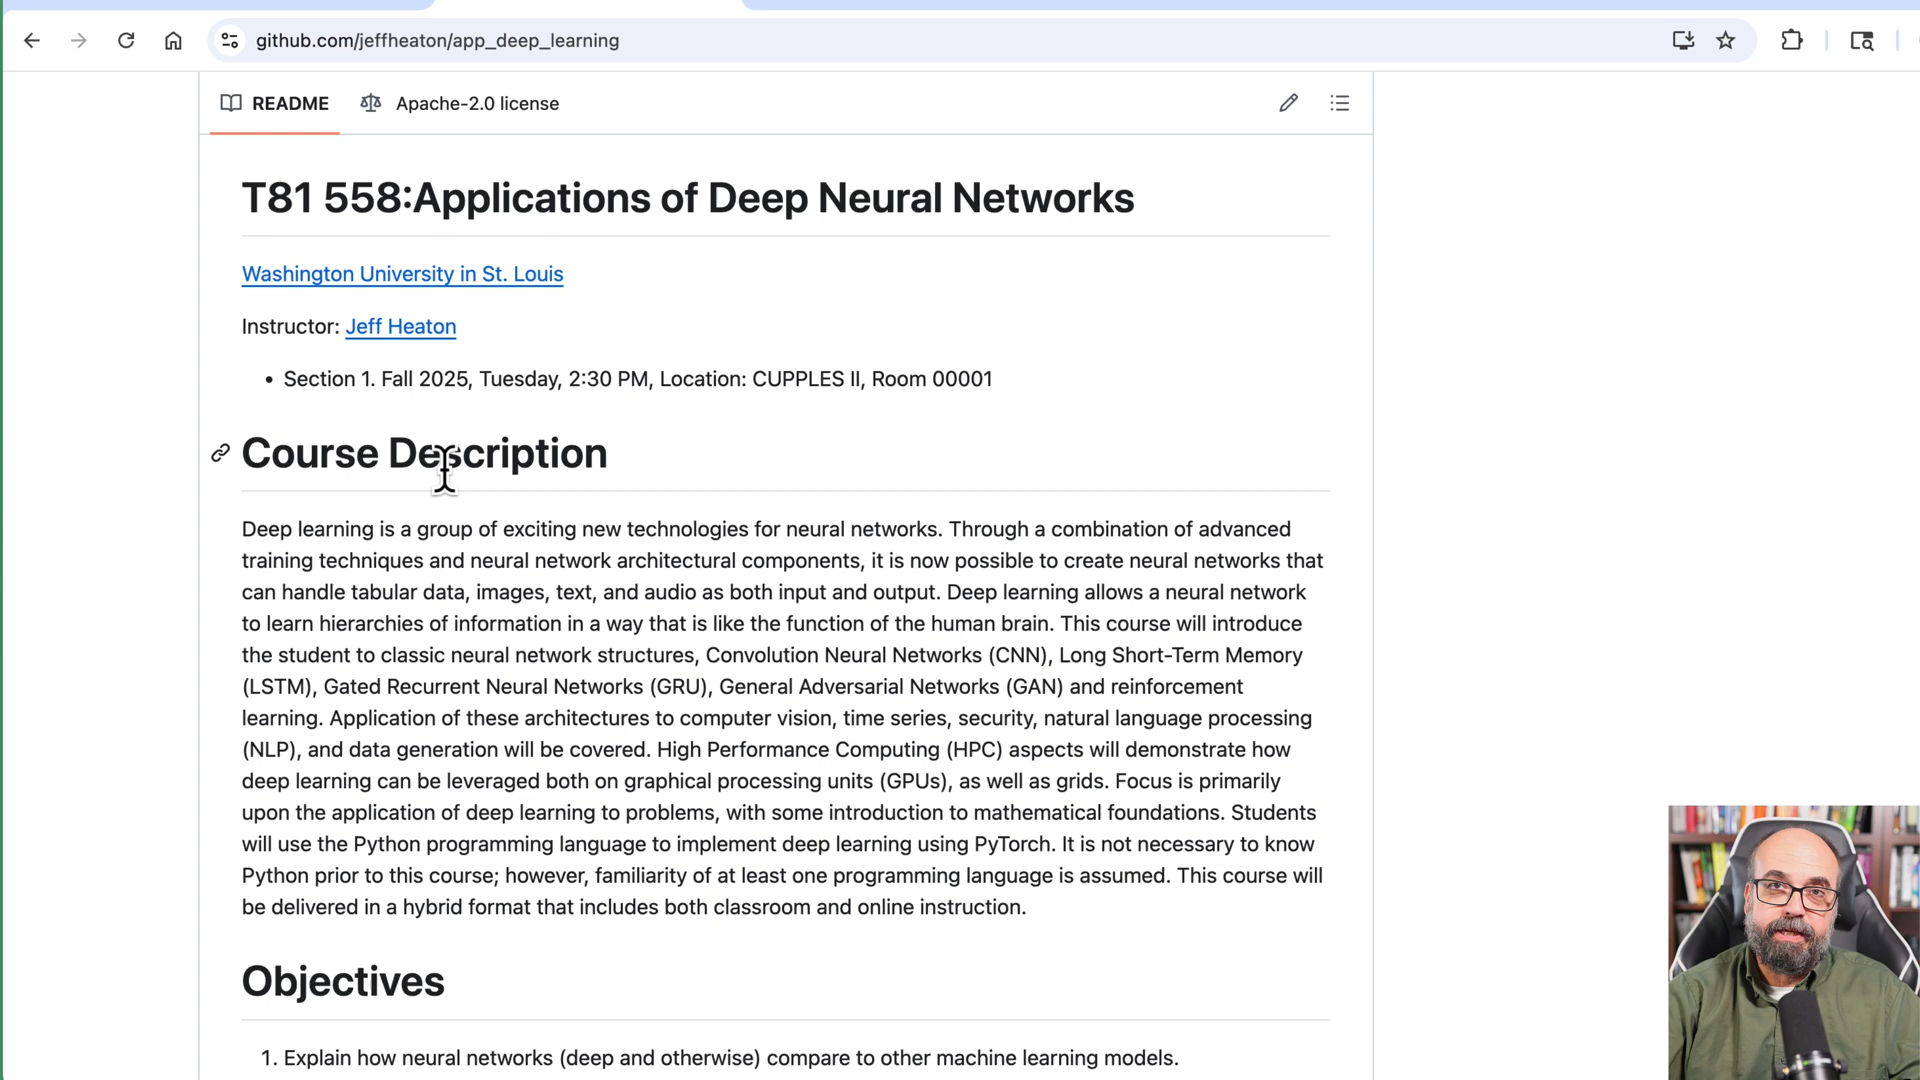 github.com/jeffheaton/app_deep_learning
README
Apache-2.0 license
T81 558:Applications of Deep Neural Networks
Washington University in St. Louis
Instructor: Jeff Heaton
• Section 1. Fall 2025, Tuesday, 2:30 PM, Location: CUPPLES II, Room 00001
Course Description
Deep learning is a group of exciting new technologies for neural networks. Through a combination of advanced
training techniques and neural network architectural components, it is now possible to create neural networks that
can handle tabular data, images, text, and audio as both input and output. Deep learning allows a neural network
to learn hierarchies of information in a way that is like the function of the human brain. This course will introduce
the student to classic neural network structures, Convolution Neural Networks (CNN), Long Short-Term Memory
(LSTM), Gated Recurrent Neural Networks (GRU), General Adversarial Networks (GAN) and reinforcement
learning. Application of these architectures to computer vision, time series, security, natural language processing
(NLP), and data generation will be covered. High Performance Computing (HPC) aspects will demonstrate how
deep learning can be leveraged both on graphical processing units (GPUs), as well as grids. Focus is primarily
upon the application of deep learning to problems, with some introduction to mathematical foundations. Students
will use the Python programming language to implement deep learning using PyTorch. It is not necessary to know
Python prior to this course; however, familiarity of at least one programming language is assumed. This course will
be delivered in a hybrid format that includes both classroom and online instruction.
Objectives
1. Explain how neural networks (deep and otherwise) compare to other machine learning models.